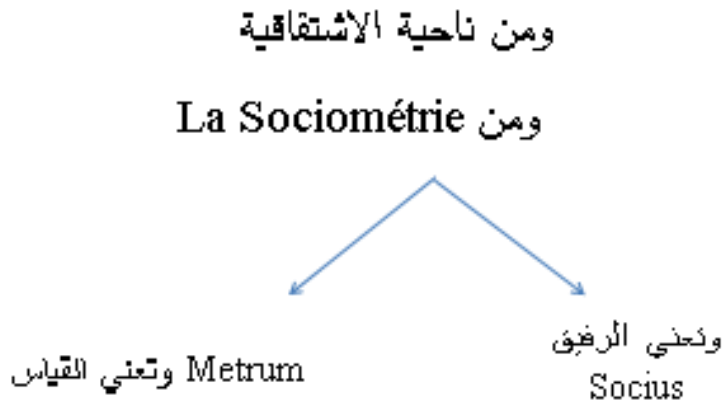 ومن ناحية الاشتقاقية
ومن La Sociométrie
وتعني الرفيق
Socius
Metrum وتعني القياس